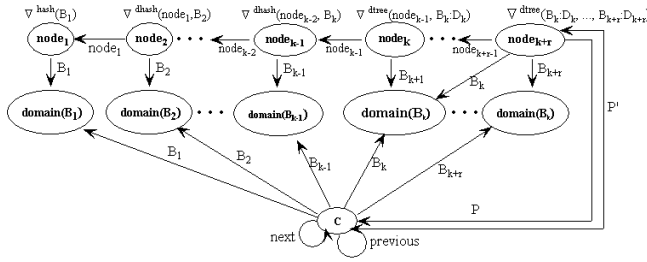 ∇ hash(B1) ∇ dhash(node1,B2) ∇ dhash(nodek-2, Bk) ∇ dtree(nodek-1, Bk:Dk) ∇ dtree(Bk:Dk, ..., Bk+r:Dk+r)
node1 node2 ••• nodek-1 nodek ••• nodek+r
node1 nodek-2 nodek-1 nodek+r-1
B1 B2 Bk-1 Bk+1 Bk Bk+r
domain(B1) domain(B2) ••• domain(Bk-1) domain(Bk) ••• domain(Bk)
P'
B1 B2 Bk-1 Bk Bk+r
P
C
next previous